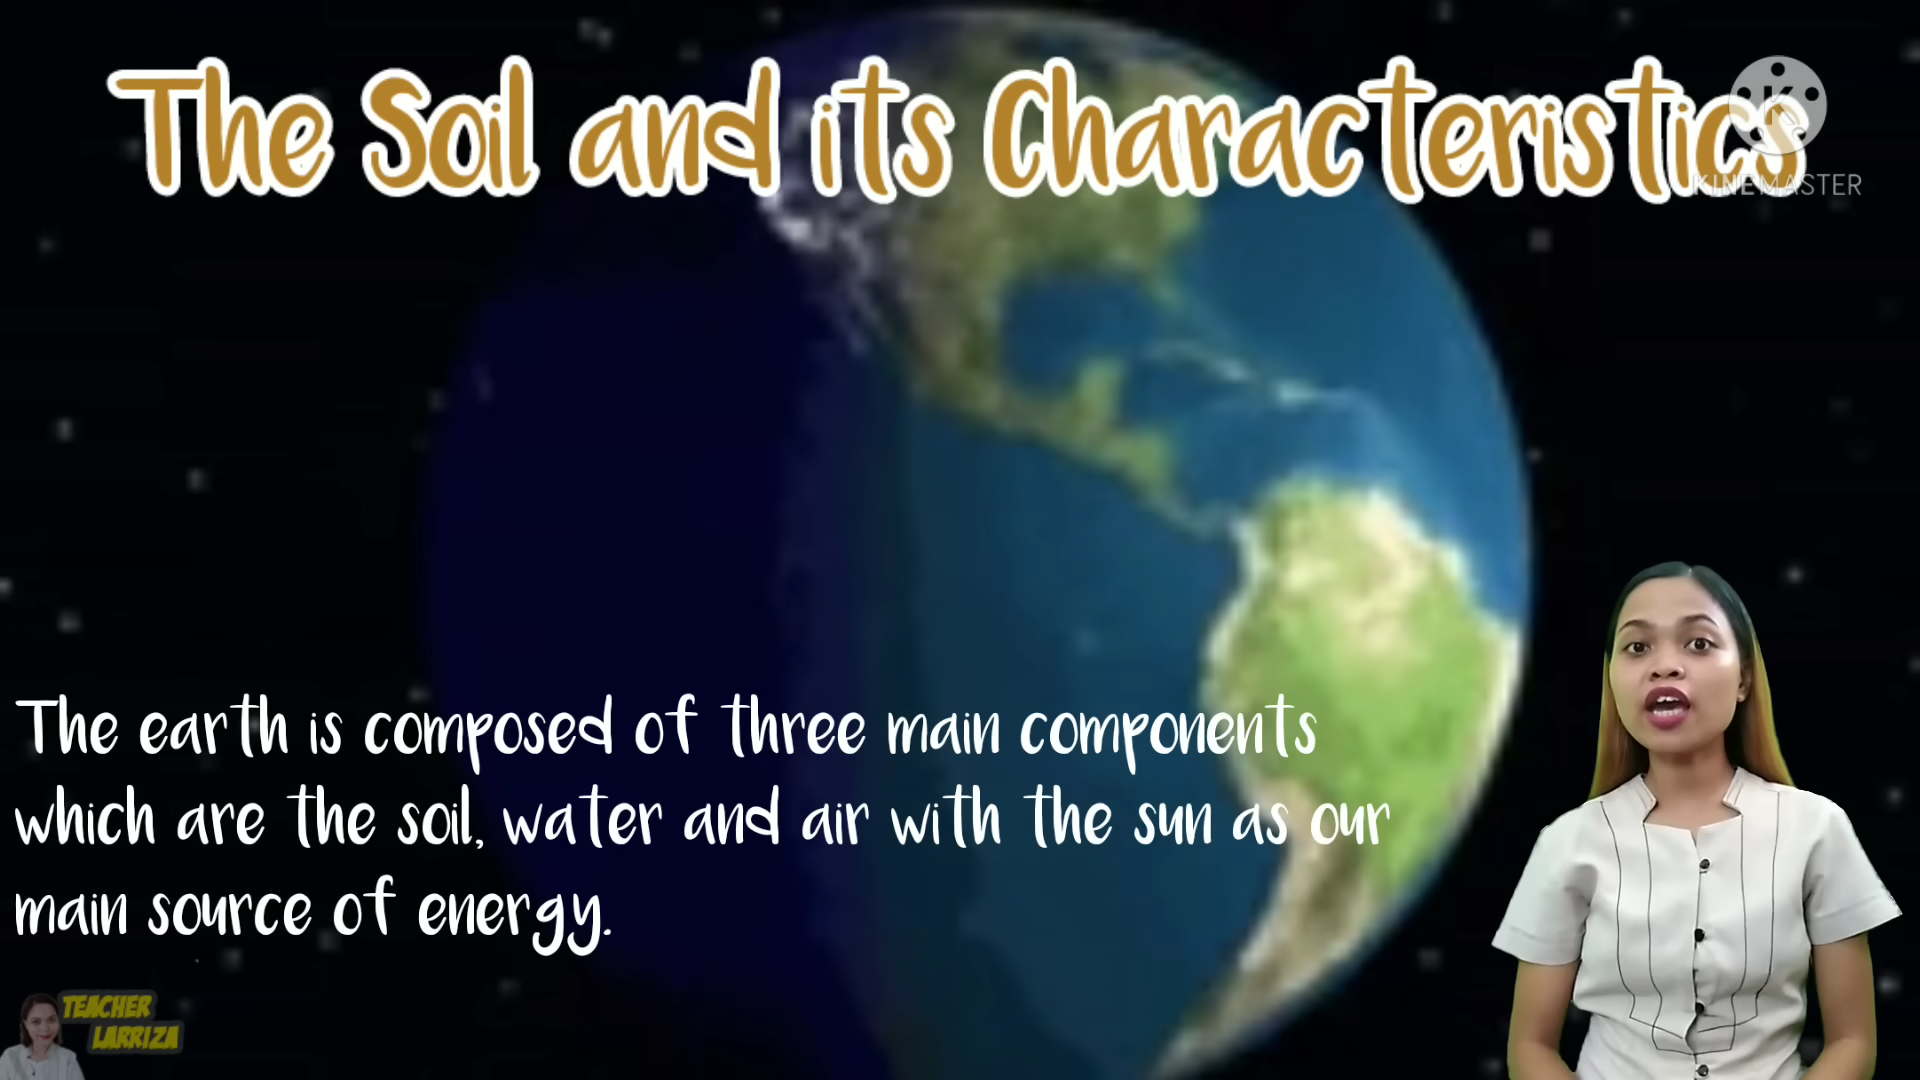 The Soil and its Characteristics
KINEMASTER
The earth is composed of three main components
which are the soil, water and air with the sun as our
main source of energy.
TEACHER
LARRIZA